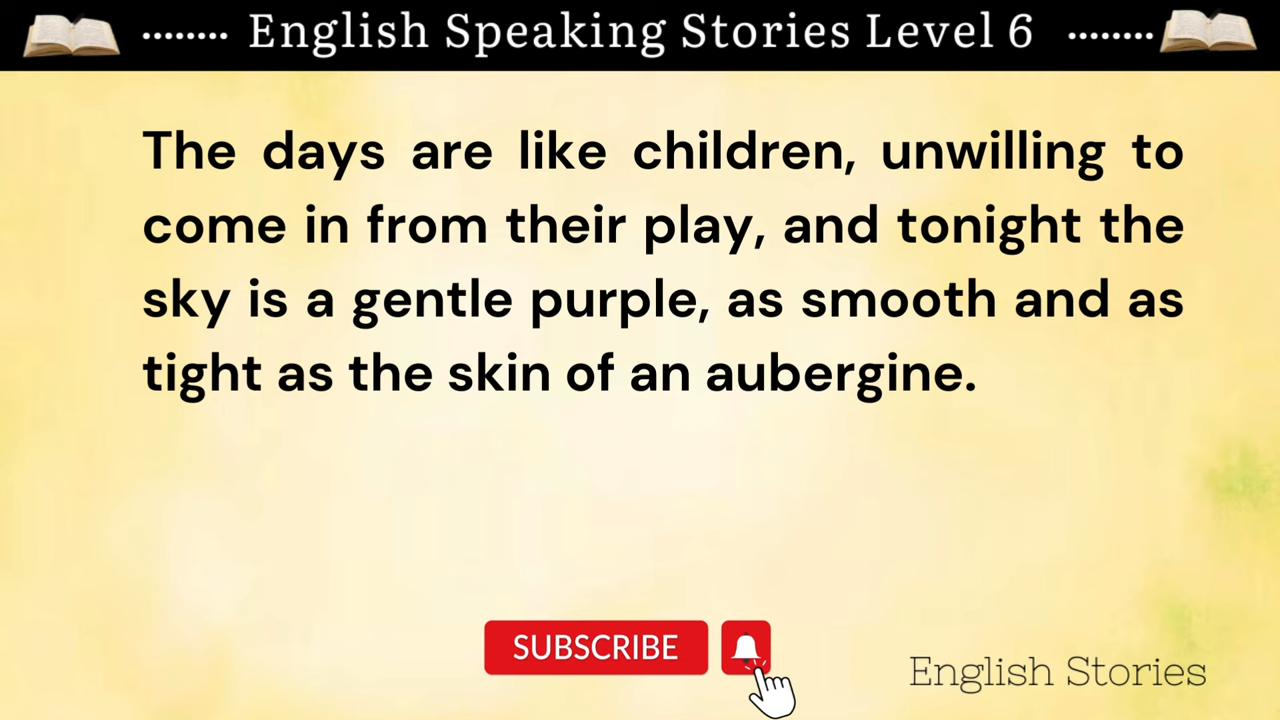 ........ English Speaking Stories Level 6 ........
The days are like children, unwilling to
come in from their play, and tonight the
sky is a gentle purple, as smooth and as
tight as the skin of an aubergine.
SUBSCRIBE
English Stories